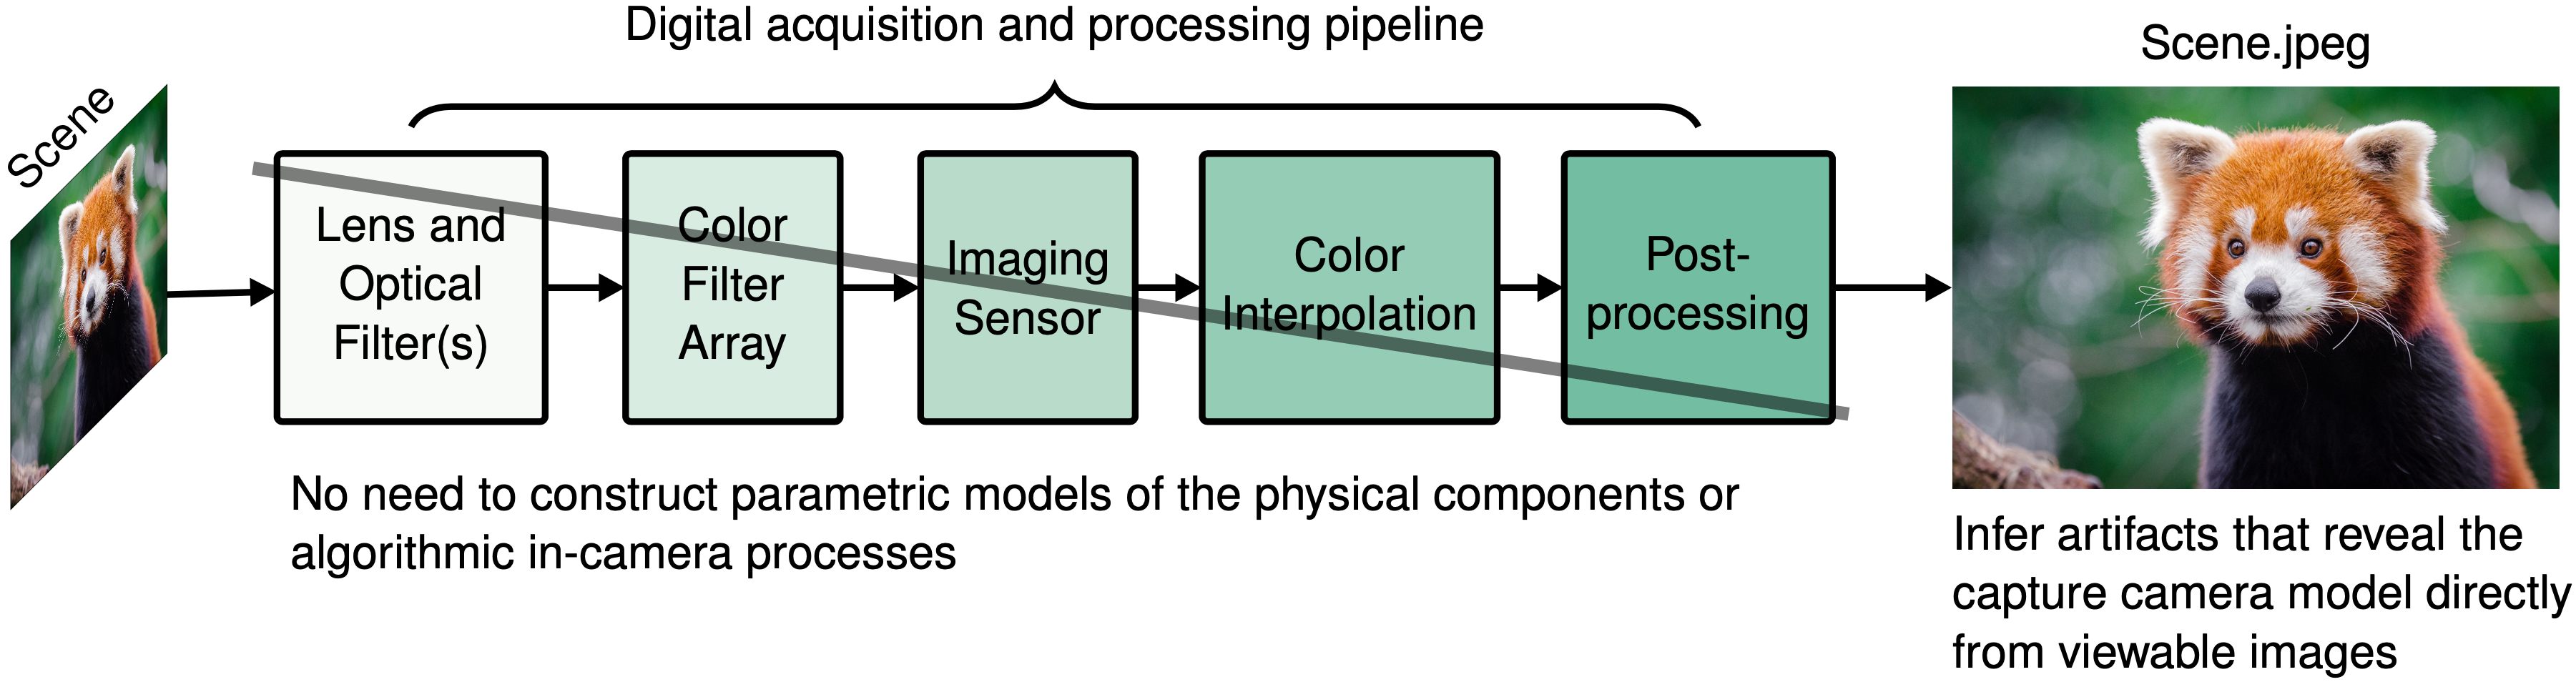 Digital acquisition and processing pipeline
Scene.jpeg
Scene
Lens and
Optical
Filter(s)
Color
Filter
Array
Imaging
Sensor
Color
Interpolation
Post-
processing
No need to construct parametric models of the physical components or
algorithmic in-camera processes
Infer artifacts that reveal the
capture camera model directly
from viewable images